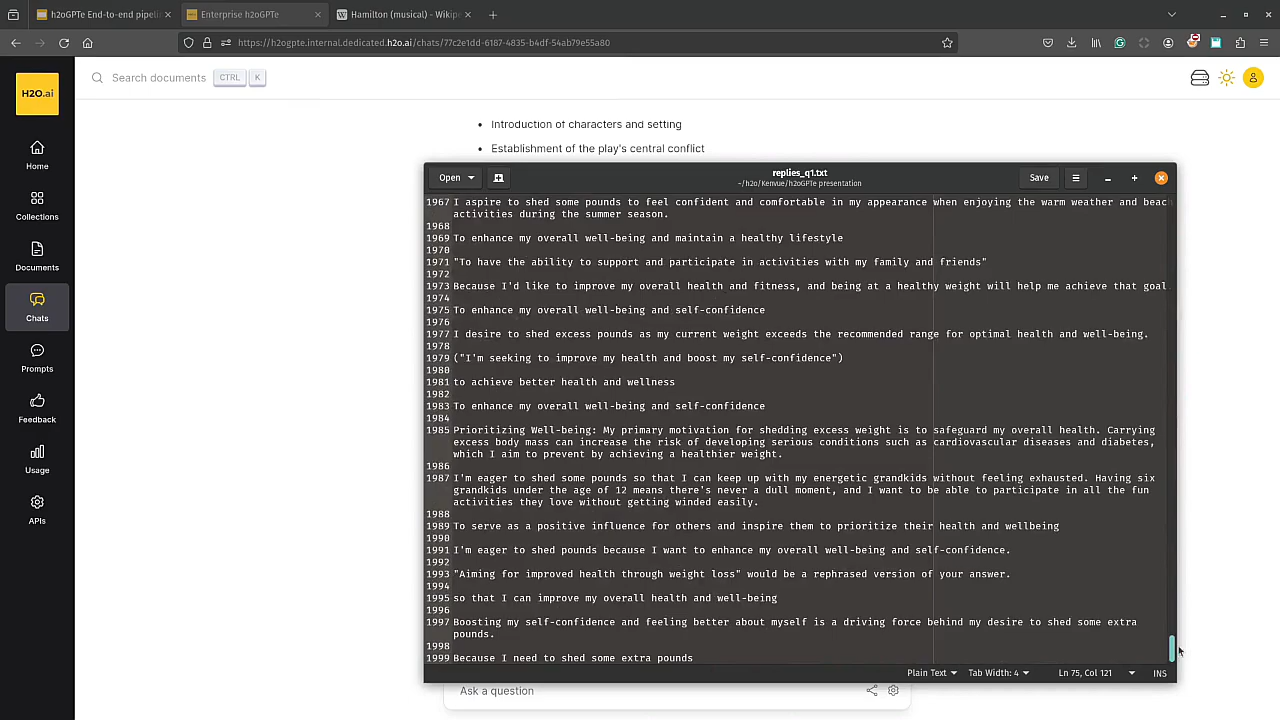 h2oGPTe End-to-end pipelin
Enterprise h2oGPTe
Hamilton (musical) - Wikipe
https://h2ogpte.internal.dedicated.h2o.ai/chats/77c2e1dd-6187-4835-b4df-54ab79e55a80
H2O.ai
Search documents CTRL K
Home
Collections
Documents
Chats
Prompts
Feedback
Usage
APIs
• Introduction of characters and setting
• Establishment of the play's central conflict
Open
replies_q1.txt
~/h2o/Kenvue/h2oGPTe presentation
Save
1967 I aspire to shed some pounds to feel confident and comfortable in my appearance when enjoying the warm weather and beach
activities during the summer season.
1968
1969 To enhance my overall well-being and maintain a healthy lifestyle
1970
1971 "To have the ability to support and participate in activities with my family and friends"
1972
1973 Because I'd like to improve my overall health and fitness, and being at a healthy weight will help me achieve that goal.
1974
1975 To enhance my overall well-being and self-confidence
1976
1977 I desire to shed excess pounds as my current weight exceeds the recommended range for optimal health and well-being.
1978
1979 ("I'm seeking to improve my health and boost my self-confidence")
1980
1981 to achieve better health and wellness
1982
1983 To enhance my overall well-being and self-confidence
1984
1985 Prioritizing Well-being: My primary motivation for shedding excess weight is to safeguard my overall health. Carrying
excess body mass can increase the risk of developing serious conditions such as cardiovascular diseases and diabetes,
which I aim to prevent by achieving a healthier weight.
1986
1987 I'm eager to shed some pounds so that I can keep up with my energetic grandkids without feeling exhausted. Having six
grandkids under the age of 12 means there's never a dull moment, and I want to be able to participate in all the fun
activities they love without getting winded easily.
1988
1989 To serve as a positive influence for others and inspire them to prioritize their health and wellbeing
1990
1991 I'm eager to shed pounds because I want to enhance my overall well-being and self-confidence.
1992
1993 "Aiming for improved health through weight loss" would be a rephrased version of your answer.
1994
1995 so that I can improve my overall health and well-being
1996
1997 Boosting my self-confidence and feeling better about myself is a driving force behind my desire to shed some extra
pounds.
1998
1999 Because I need to shed some extra pounds
Plain Text Tab Width: 4 Ln 75, Col 121 INS
Ask a question